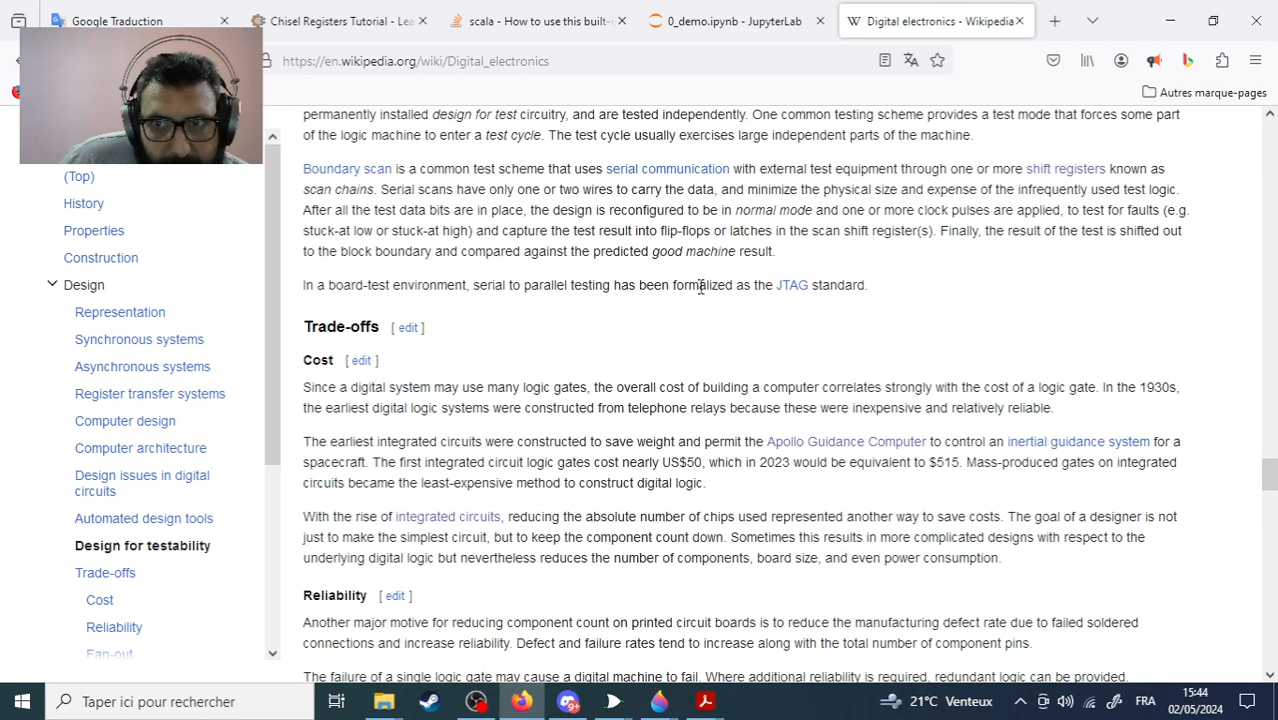 Google Traduction
Chisel Registers Tutorial - Lea
scala - How to use this built-i
0_demo.ipynb - JupyterLab
Digital electronics - Wikipedia
https://en.wikipedia.org/wiki/Digital_electronics
Autres marque-pages
(Top)
History
Properties
Construction
Design
Representation
Synchronous systems
Asynchronous systems
Register transfer systems
Computer design
Computer architecture
Design issues in digital
circuits
Automated design tools
Design for testability
Trade-offs
Cost
Reliability
Fan-out
permanently installed design for test circuitry, and are tested independently. One common testing scheme provides a test mode that forces some part
of the logic machine to enter a test cycle. The test cycle usually exercises large independent parts of the machine.
Boundary scan is a common test scheme that uses serial communication with external test equipment through one or more shift registers known as
scan chains. Serial scans have only one or two wires to carry the data, and minimize the physical size and expense of the infrequently used test logic.
After all the test data bits are in place, the design is reconfigured to be in normal mode and one or more clock pulses are applied, to test for faults (e.g.
stuck-at low or stuck-at high) and capture the test result into flip-flops or latches in the scan shift register(s). Finally, the result of the test is shifted out
to the block boundary and compared against the predicted good machine result.
In a board-test environment, serial to parallel testing has been formalized as the JTAG standard.
Trade-offs [ edit ]
Cost [ edit ]
Since a digital system may use many logic gates, the overall cost of building a computer correlates strongly with the cost of a logic gate. In the 1930s,
the earliest digital logic systems were constructed from telephone relays because these were inexpensive and relatively reliable.
The earliest integrated circuits were constructed to save weight and permit the Apollo Guidance Computer to control an inertial guidance system for a
spacecraft. The first integrated circuit logic gates cost nearly US$50, which in 2023 would be equivalent to $515. Mass-produced gates on integrated
circuits became the least-expensive method to construct digital logic.
With the rise of integrated circuits, reducing the absolute number of chips used represented another way to save costs. The goal of a designer is not
just to make the simplest circuit, but to keep the component count down. Sometimes this results in more complicated designs with respect to the
underlying digital logic but nevertheless reduces the number of components, board size, and even power consumption.
Reliability [ edit ]
Another major motive for reducing component count on printed circuit boards is to reduce the manufacturing defect rate due to failed soldered
connections and increase reliability. Defect and failure rates tend to increase along with the total number of component pins.
The failure of a single logic gate may cause a digital machine to fail. Where additional reliability is required, redundant logic can be provided.
Taper ici pour rechercher
21°C Venteux
FRA
15:44
02/05/2024